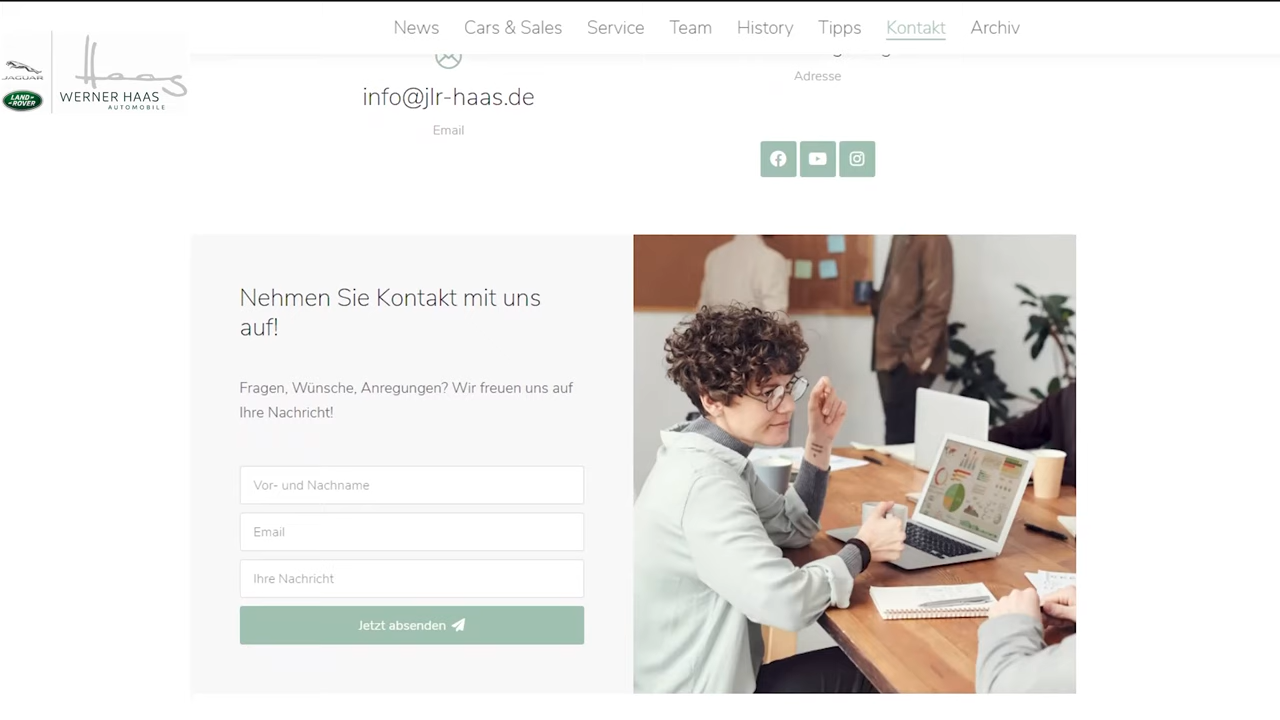 News Cars & Sales Service Team History Tipps Kontakt Archiv
JAGUAR
LAND-
ROVER
Haas
WERNER HAAS
AUTOMOBILE
info@jlr-haas.de
Email
Adresse
Nehmen Sie Kontakt mit uns
auf!
Fragen, Wünsche, Anregungen? Wir freuen uns auf
Ihre Nachricht!
Vor- und Nachname
Email
Ihre Nachricht
Jetzt absenden